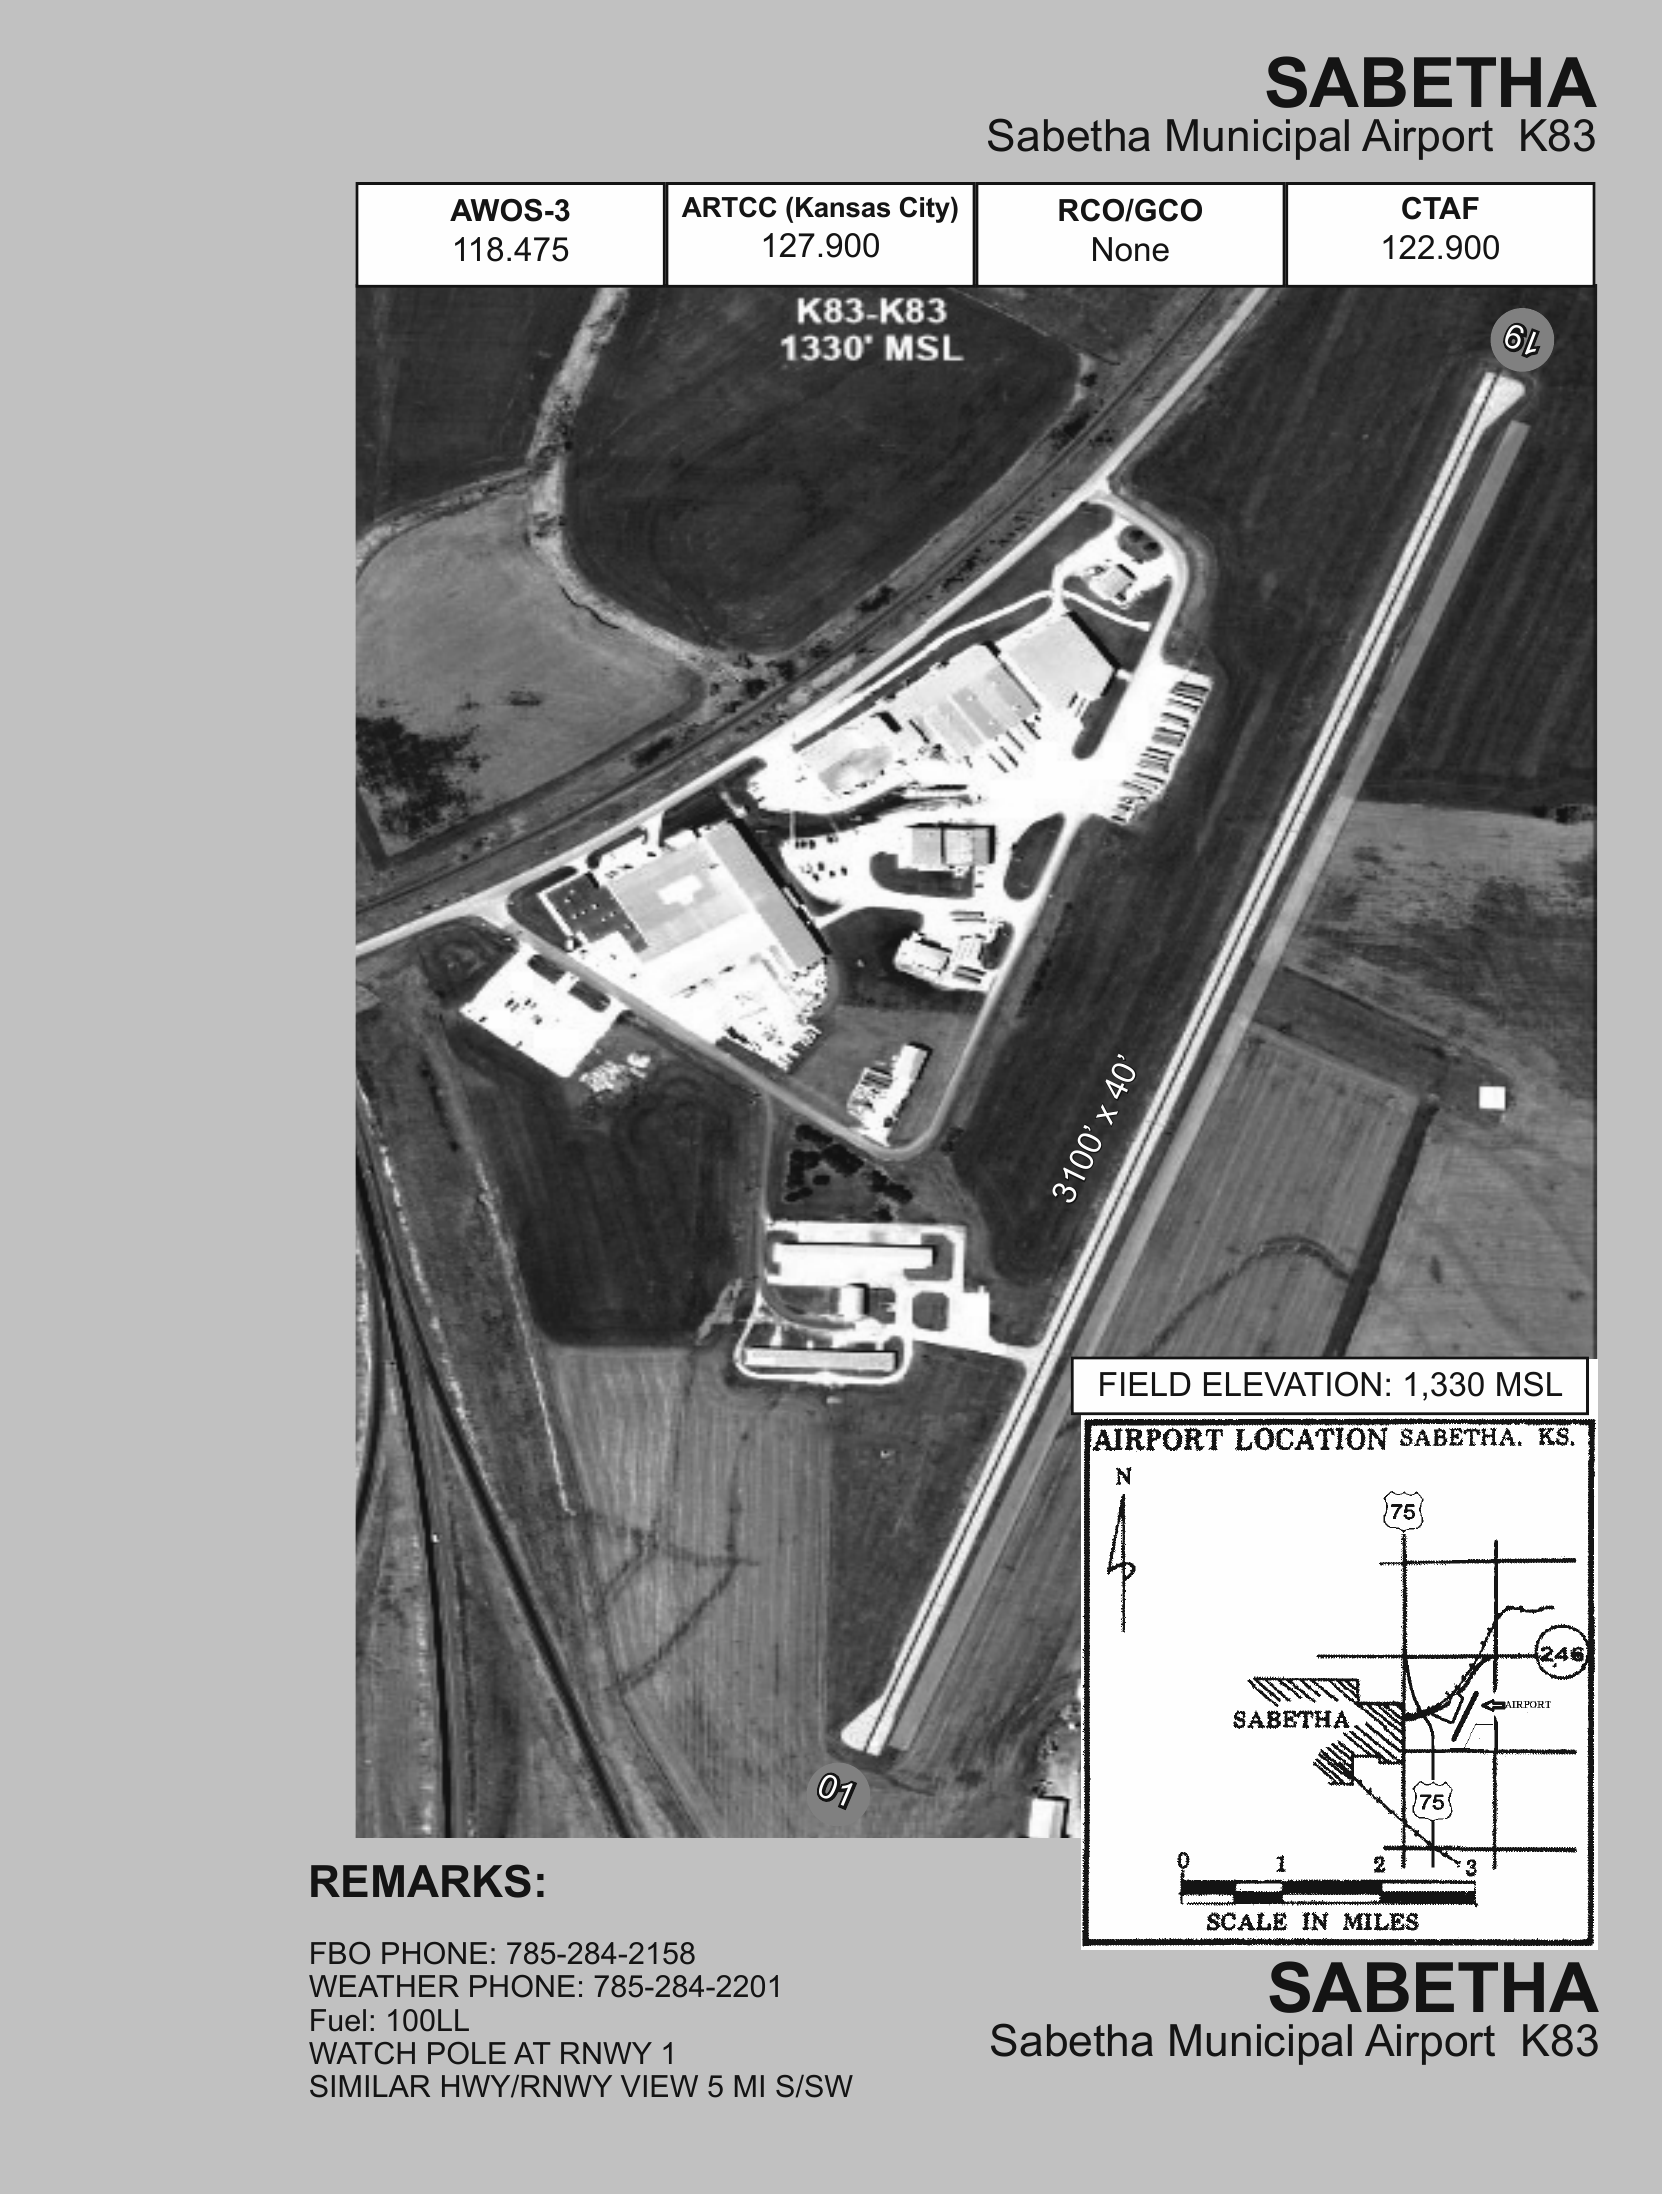 SABETHA
Sabetha Municipal Airport K83
AWOS-3
118.475
ARTCC (Kansas City)
127.900
RCO/GCO
None
CTAF
122.900
K83-K83
1330' MSL
19
3100' x 40'
01
FIELD ELEVATION: 1,330 MSL
AIRPORT LOCATION SABETHA. KS.
N
75
246
AIRPORT
SABETHA
75
0 1 2 3
SCALE IN MILES
REMARKS:
FBO PHONE: 785-284-2158
WEATHER PHONE: 785-284-2201
Fuel: 100LL
WATCH POLE AT RNWY 1
SIMILAR HWY/RNWY VIEW 5 MI S/SW
SABETHA
Sabetha Municipal Airport K83